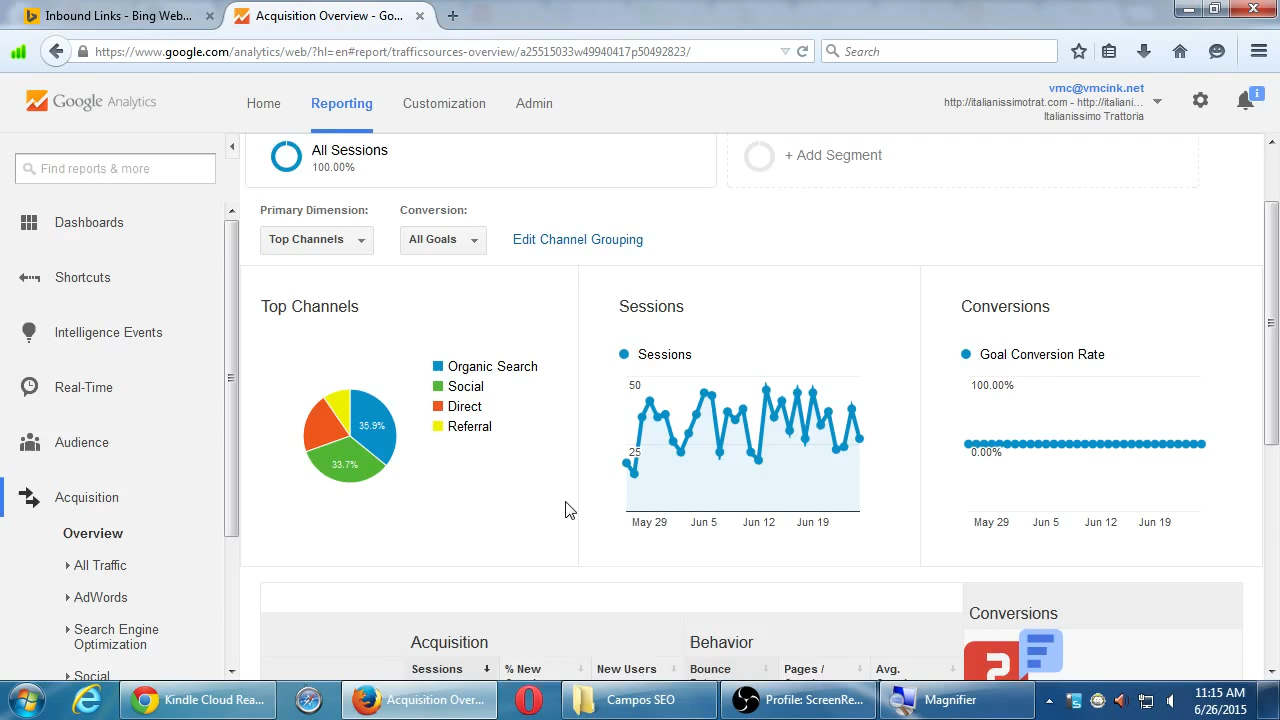 Inbound Links - Bing Web...
Acquisition Overview - Go...
https://www.google.com/analytics/web/?hl=en#report/trafficsources-overview/a25515033w49940417p50492823/
Search
Google Analytics
Home
Reporting
Customization
Admin
vmc@vmcink.net
http://italianissimotrat.com - http://italiani...
Italianissimo Trattoria
Find reports & more
Dashboards
Shortcuts
Intelligence Events
Real-Time
Audience
Acquisition
Overview
All Traffic
AdWords
Search Engine
Optimization
Social
All Sessions
100.00%
+ Add Segment
Primary Dimension:
Conversion:
Top Channels
All Goals
Edit Channel Grouping
Top Channels
Organic Search
Social
Direct
Referral
35.9%
33.7%
Sessions
Sessions
50
25
May 29
Jun 5
Jun 12
Jun 19
Conversions
Goal Conversion Rate
100.00%
0.00%
May 29
Jun 5
Jun 12
Jun 19
Acquisition
Behavior
Conversions
Sessions
% New
New Users
Bounce
Pages /
Avg.
2
Kindle Cloud Rea...
Acquisition Over...
Campos SEO
Profile: ScreenRe...
Magnifier
11:15 AM
6/26/2015